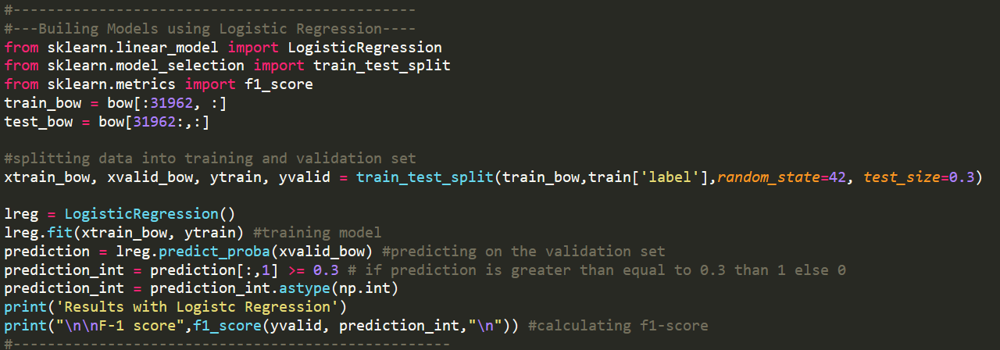 #-----------------------------------------------
#---Builing Models using Logistic Regression----
from sklearn.linear_model import LogisticRegression
from sklearn.model_selection import train_test_split
from sklearn.metrics import f1_score
train_bow = bow[:31962, :]
test_bow = bow[31962:,:]
#splitting data into training and validation set
xtrain_bow, xvalid_bow, ytrain, yvalid = train_test_split(train_bow,train['label'],random_state=42, test_size=0.3)
lreg = LogisticRegression()
lreg.fit(xtrain_bow, ytrain) #training model
prediction = lreg.predict_proba(xvalid_bow) #predicting on the validation set
prediction_int = prediction[:,1] >= 0.3 # if prediction is greater than equal to 0.3 than 1 else 0
prediction_int = prediction_int.astype(np.int)
print('Results with Logistc Regression')
print("\n\nF-1 score",f1_score(yvalid, prediction_int,"\n")) #calculating f1-score
#---------------------------------------------------